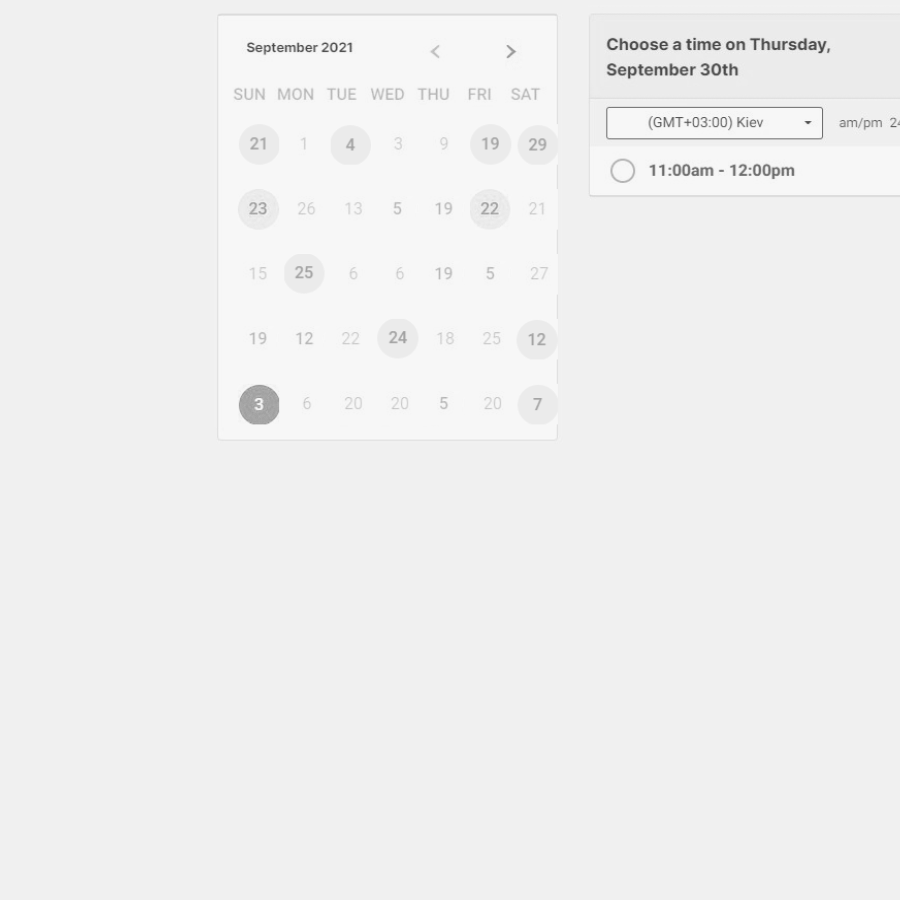 September 2021
SUN MON TUE WED THU FRI SAT
21 1 4 3 9 19 29
23 26 13 5 19 22 21
15 25 6 6 19 5 27
19 12 22 24 18 25 12
3 6 20 20 5 20 7
Choose a time on Thursday,
September 30th
(GMT+03:00) Kiev
am/pm
11:00am - 12:00pm